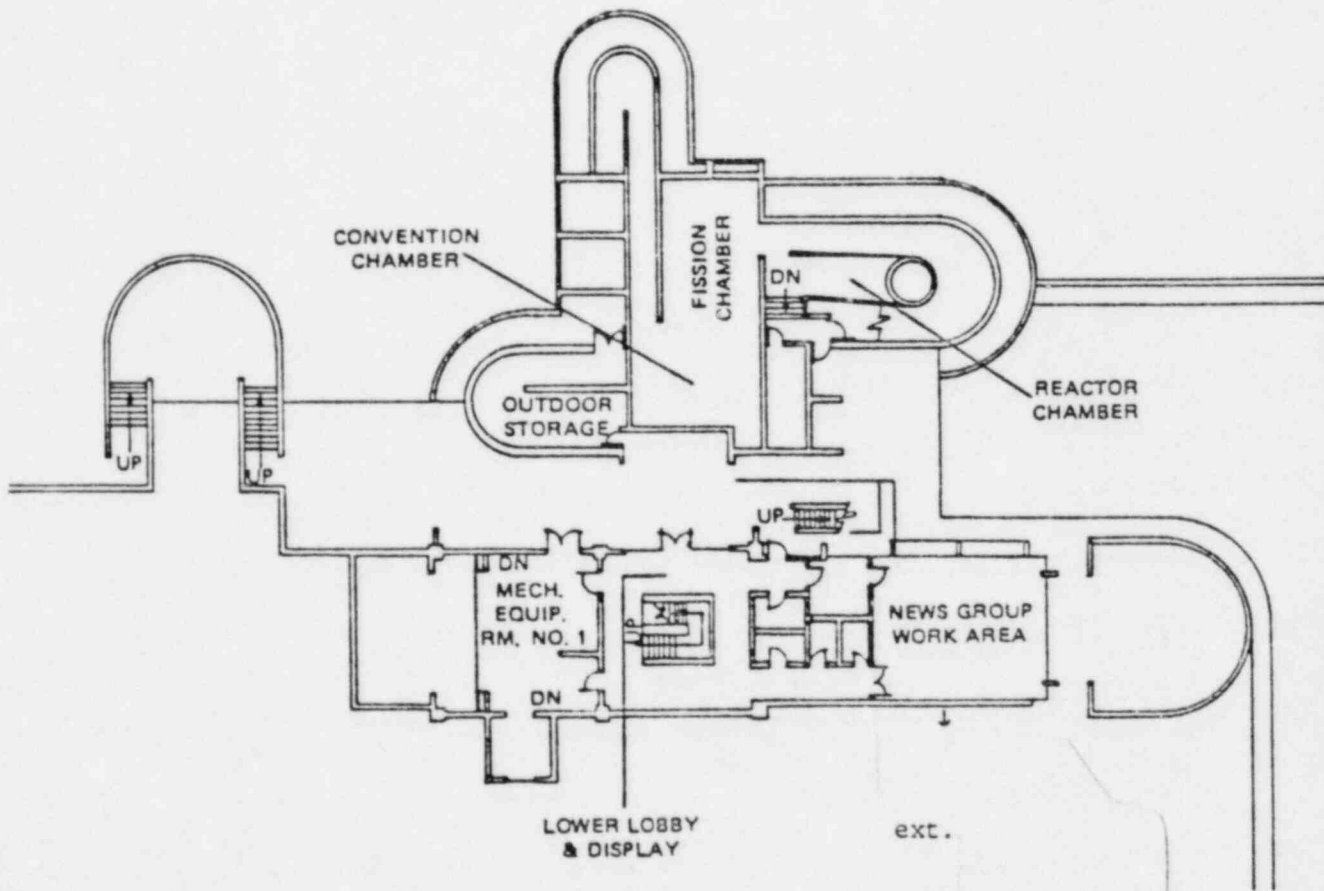 CONVENTION
CHAMBER
FISSION
CHAMBER
DN
REACTOR
CHAMBER
OUTDOOR
STORAGE
UP
UP
UP
DN
MECH.
EQUIP.
RM. NO. 1
DN
NEWS GROUP
WORK AREA
LOWER LOBBY
& DISPLAY
ext.